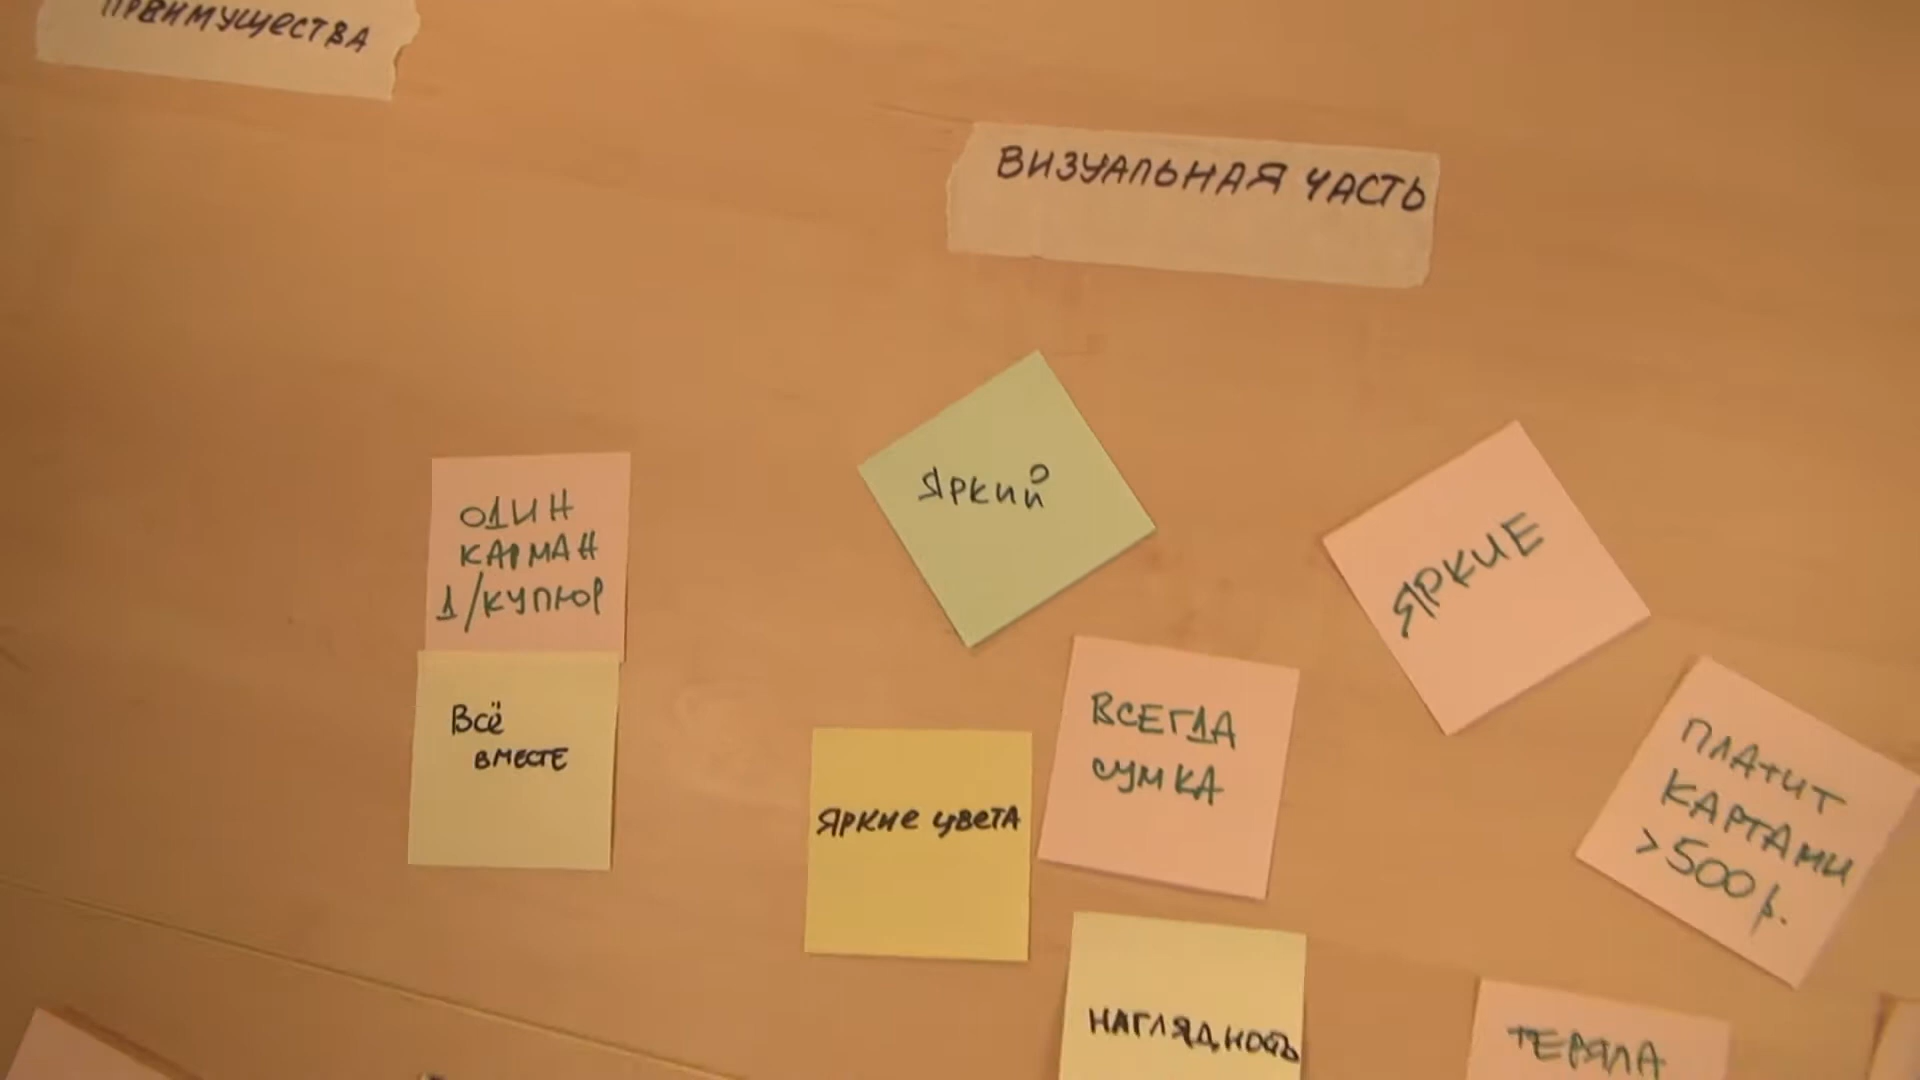 ПРЕИМУЩЕСТВА
ВИЗУАЛЬНАЯ ЧАСТЬ
ОДИН
КАРМАН
1/КУПЮР
Всё
ВМЕСТЕ
Яркий
ЯРКИЕ
ВСЕГДА
СУМКА
ЯРКИЕ ЦВЕТА
ПЛАТИТ
КАРТАМИ
>500 р.
НАГЛЯДНОСТЬ
ТЕРЯЛА